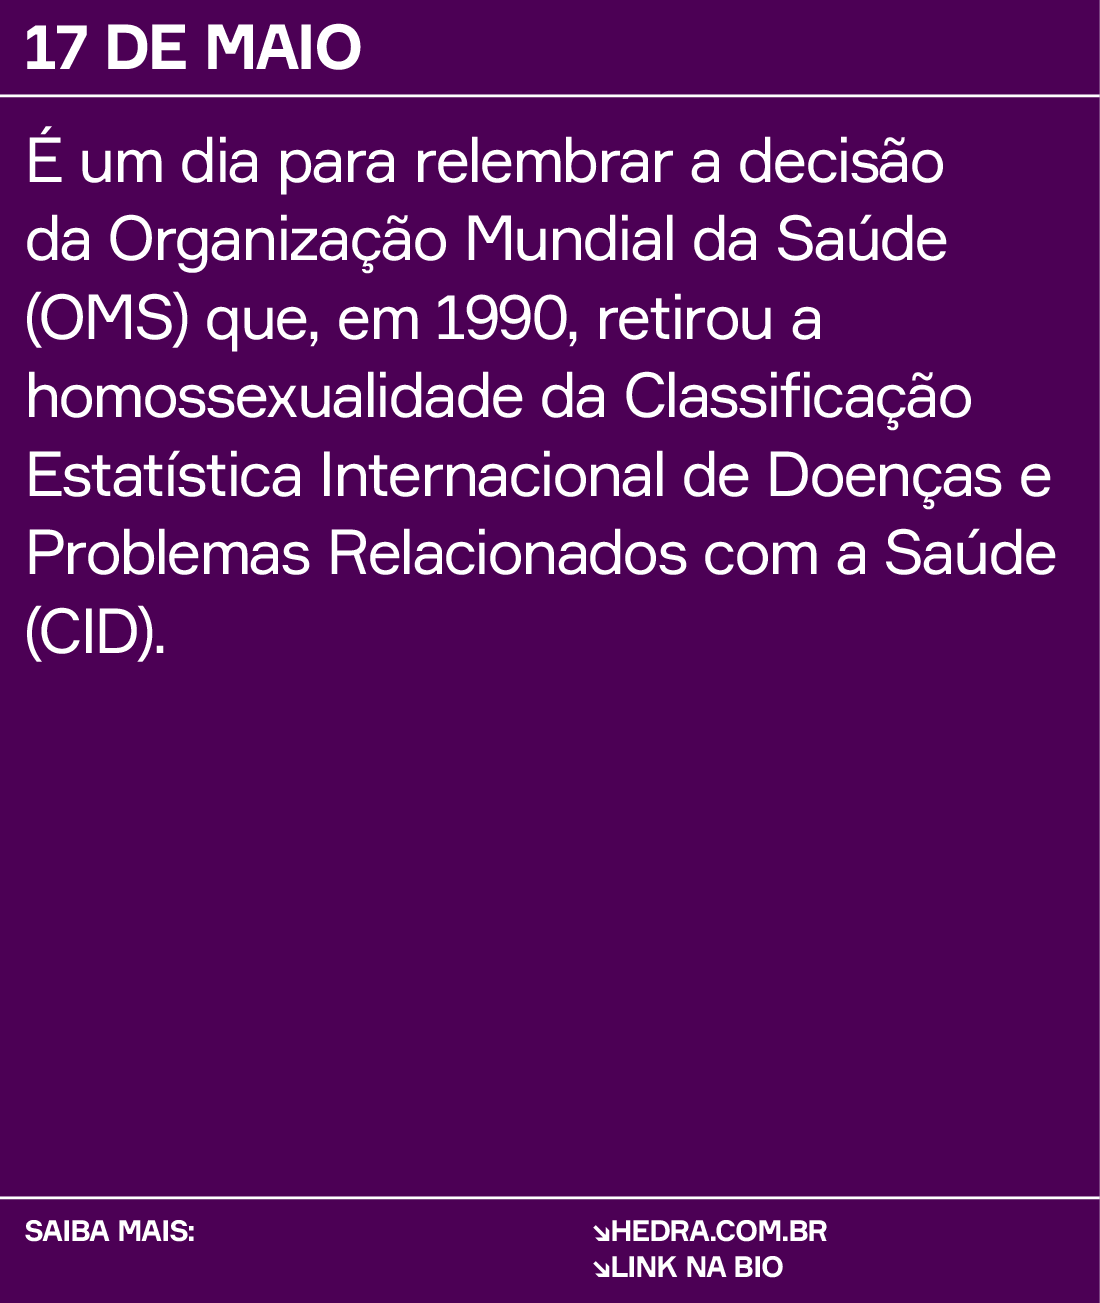 17 DE MAIO
É um dia para relembrar a decisão
da Organização Mundial da Saúde
(OMS) que, em 1990, retirou a
homossexualidade da Classificação
Estatística Internacional de Doenças e
Problemas Relacionados com a Saúde
(CID).
SAIBA MAIS:
↘HEDRA.COM.BR
↘LINK NA BIO